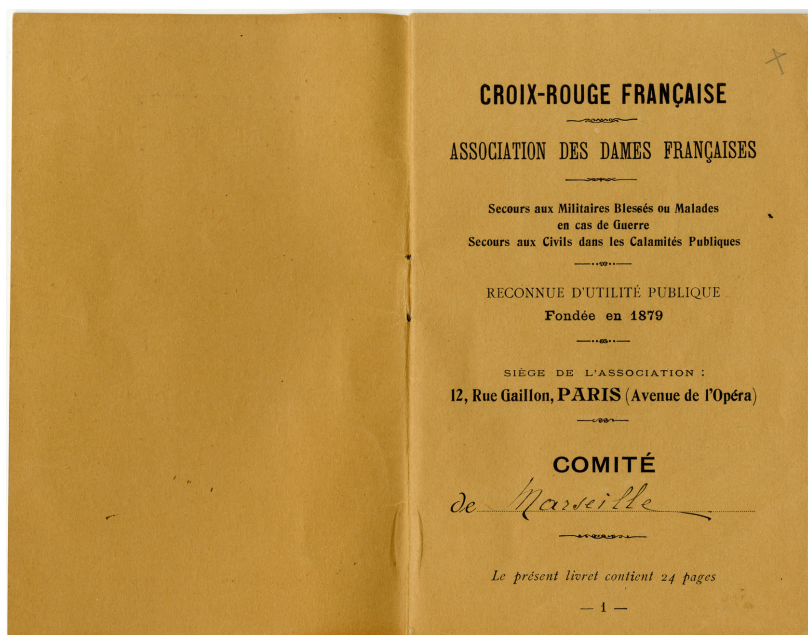 CROIX-ROUGE FRANÇAISE
ASSOCIATION DES DAMES FRANÇAISES
Secours aux Militaires Blessés ou Malades
en cas de Guerre
Secours aux Civils dans les Calamités Publiques
RECONNUE D'UTILITÉ PUBLIQUE
Fondée en 1879
SIÈGE DE L'ASSOCIATION :
12, Rue Gaillon, PARIS (Avenue de l'Opéra)
COMITÉ
de Marseille
Le présent livret contient 24 pages
— 1 —